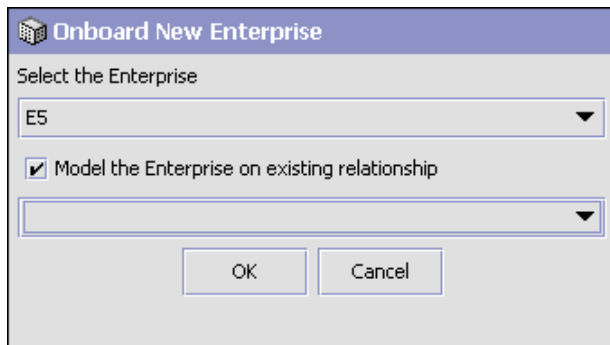 Onboard New Enterprise
Select the Enterprise
E5
Model the Enterprise on existing relationship
OK Cancel